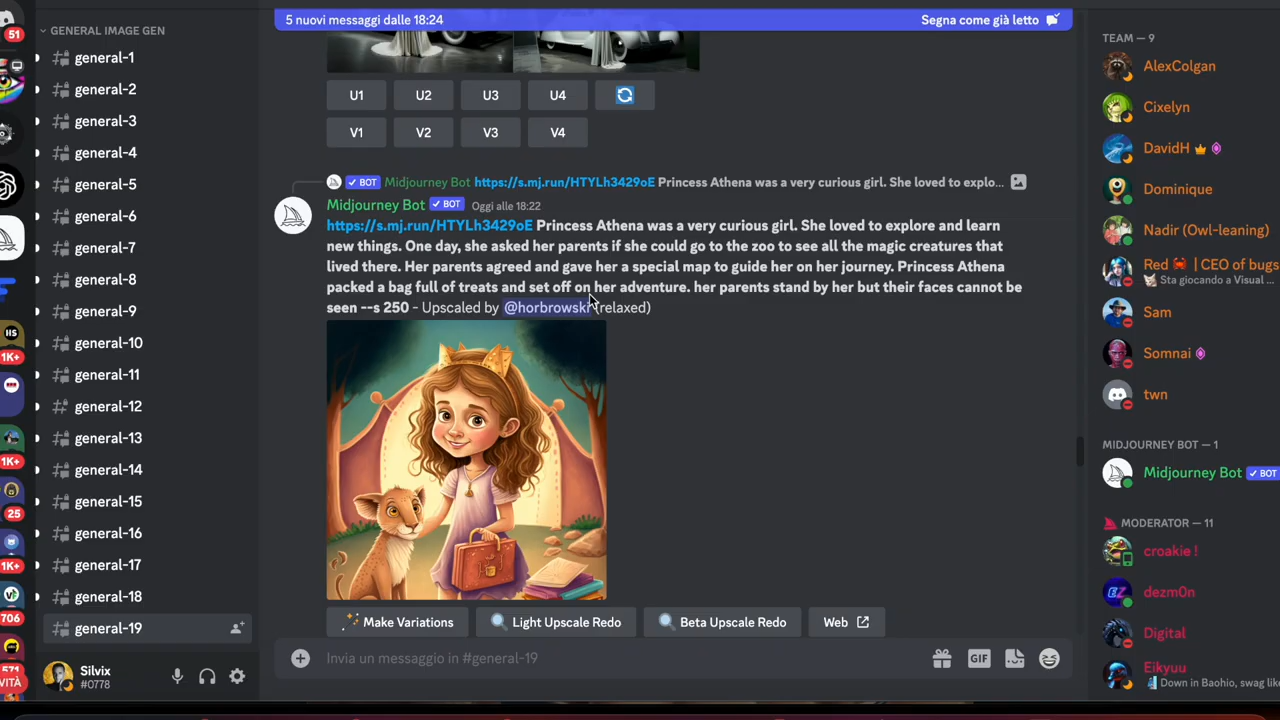 51
1K+
1K+
25
1K+
706
571
VITÀ
GENERAL IMAGE GEN
general-1
general-2
general-3
general-4
general-5
general-6
general-7
general-8
general-9
general-10
general-11
general-12
general-13
general-14
general-15
general-16
general-17
general-18
general-19
Silvix
#0778
5 nuovi messaggi dalle 18:24 Segna come già letto
U1 U2 U3 U4
V1 V2 V3 V4
BOT Midjourney Bot https://s.mj.run/HTYLh3429oE Princess Athena was a very curious girl. She loved to explo...
Midjourney Bot BOT Oggi alle 18:22
https://s.mj.run/HTYLh3429oE Princess Athena was a very curious girl. She loved to explore and learn
new things. One day, she asked her parents if she could go to the zoo to see all the magic creatures that
lived there. Her parents agreed and gave her a special map to guide her on her journey. Princess Athena
packed a bag full of treats and set off on her adventure. her parents stand by her but their faces cannot be
seen --s 250 - Upscaled by @horbrowski (relaxed)
Make Variations Light Upscale Redo Beta Upscale Redo Web
Invia un messaggio in #general-19
GIF
TEAM — 9
AlexColgan
Cixelyn
DavidH
Dominique
Nadir (Owl-leaning)
Red | CEO of bugs
Sta giocando a Visual ...
Sam
Somnai
twn
MIDJOURNEY BOT — 1
Midjourney Bot BOT
MODERATOR — 11
croakie !
dezm0n
Digital
Eikyuu
Down in Baohio, swag like